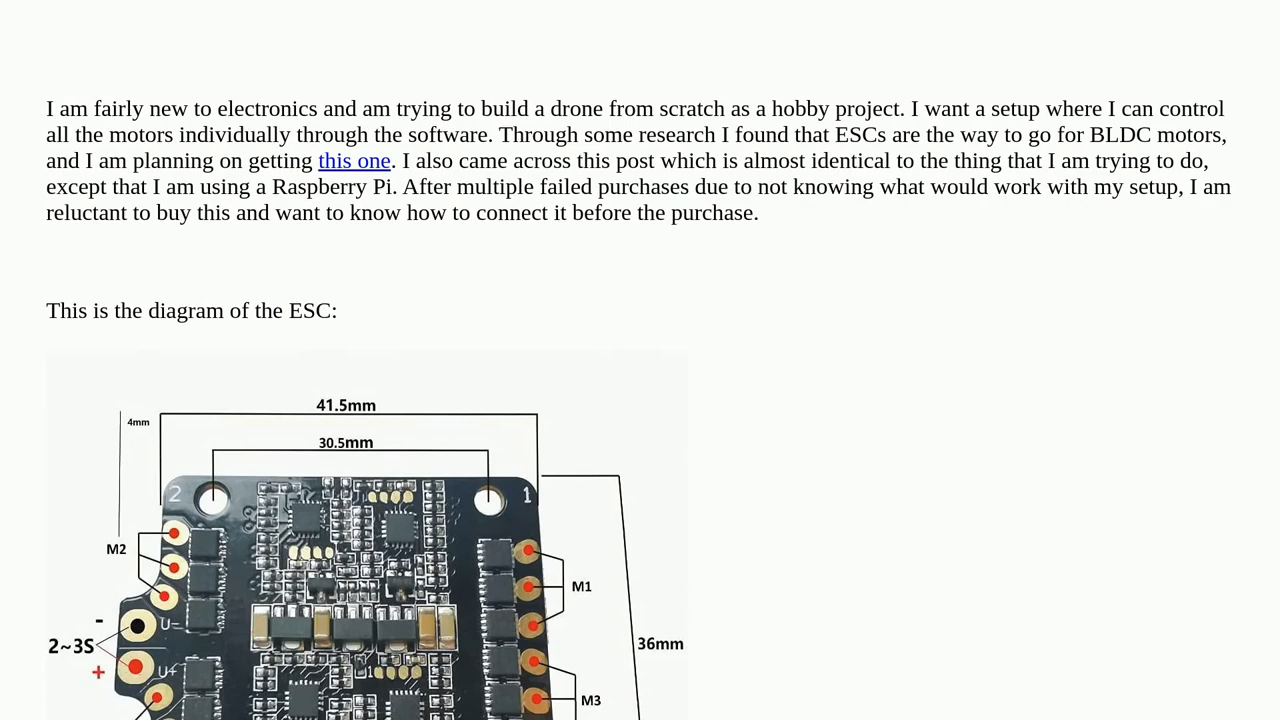 I am fairly new to electronics and am trying to build a drone from scratch as a hobby project. I want a setup where I can control
all the motors individually through the software. Through some research I found that ESCs are the way to go for BLDC motors,
and I am planning on getting this one. I also came across this post which is almost identical to the thing that I am trying to do,
except that I am using a Raspberry Pi. After multiple failed purchases due to not knowing what would work with my setup, I am
reluctant to buy this and want to know how to connect it before the purchase.
This is the diagram of the ESC:
41.5mm
4mm
30.5mm
2
1
M2
M1
-
U-
2~3S
36mm
+
U+
M3